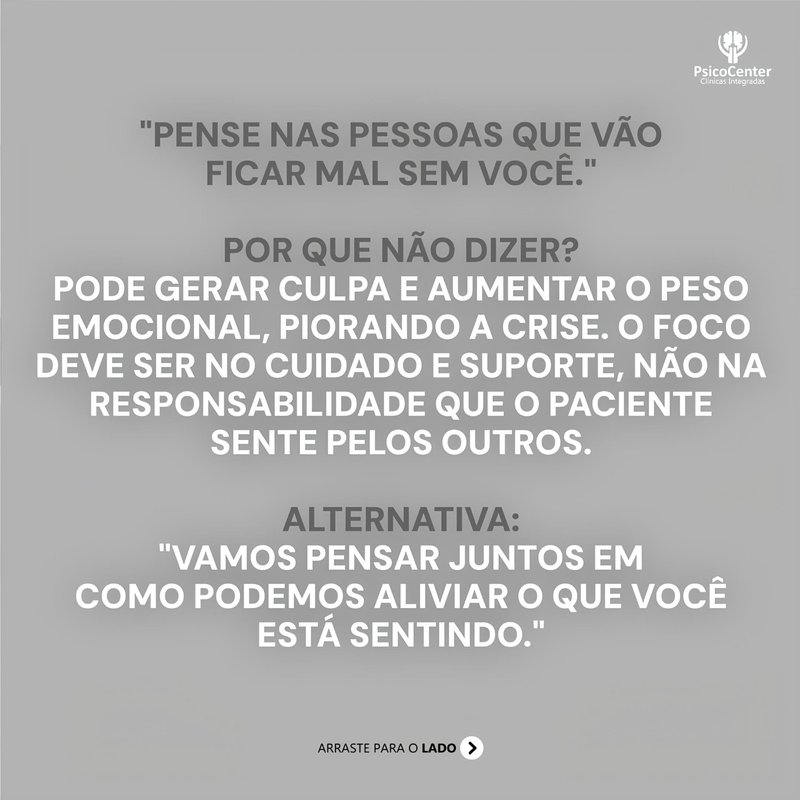 PsicoCenter
Clínicas Integradas
"PENSE NAS PESSOAS QUE VÃO
FICAR MAL SEM VOCÊ."
POR QUE NÃO DIZER?
PODE GERAR CULPA E AUMENTAR O PESO
EMOCIONAL, PIORANDO A CRISE. O FOCO
DEVE SER NO CUIDADO E SUPORTE, NÃO NA
RESPONSABILIDADE QUE O PACIENTE
SENTE PELOS OUTROS.
ALTERNATIVA:
"VAMOS PENSAR JUNTOS EM
COMO PODEMOS ALIVIAR O QUE VOCÊ
ESTÁ SENTINDO."
ARRASTE PARA O LADO